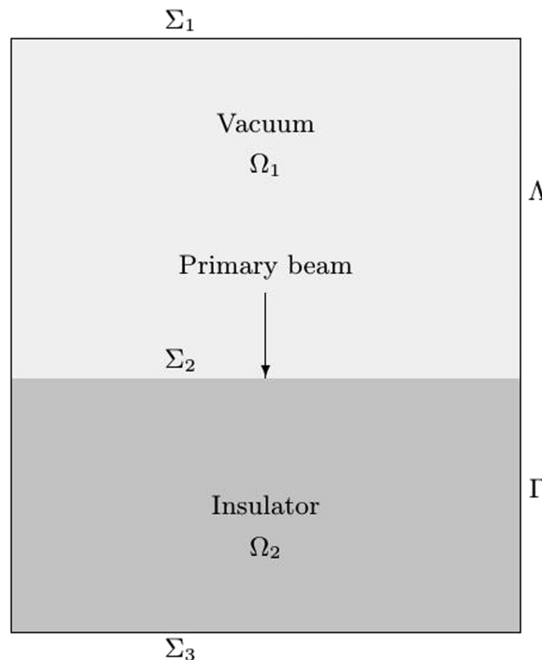 Σ₁
Vacuum
Ω₁
Λ
Primary beam
Σ₂
Γ
Insulator
Ω₂
Σ₃